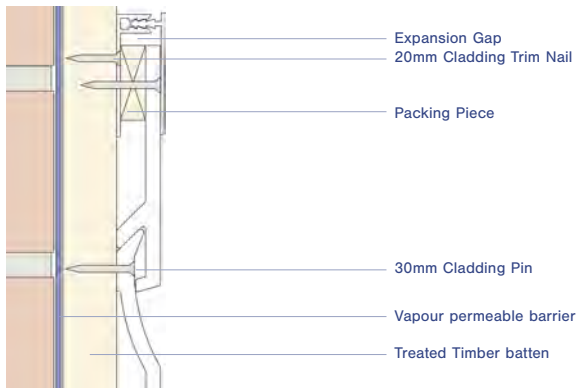 Expansion Gap
20mm Cladding Trim Nail
Packing Piece
30mm Cladding Pin
Vapour permeable barrier
Treated Timber batten